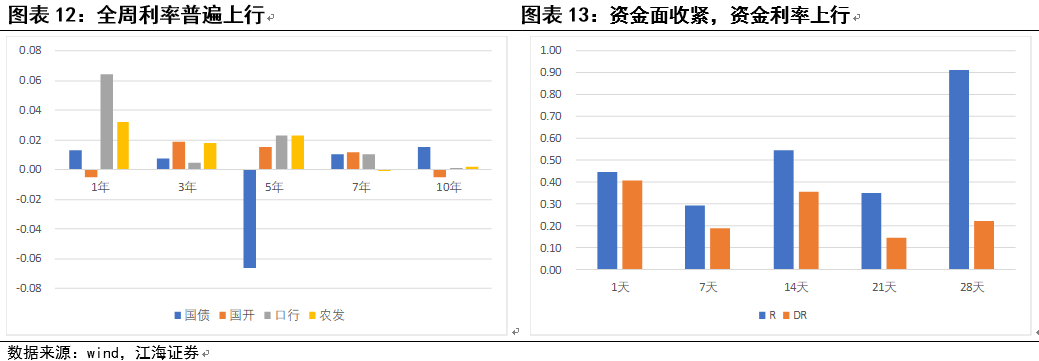 图表 12：全周利率普遍上行
0.08
0.06
0.04
0.02
0.00
-0.02
-0.04
-0.06
-0.08
1年 3年 5年 7年 10年
国债 国开 口行 农发
图表 13：资金面收紧，资金利率上行
1.00
0.90
0.80
0.70
0.60
0.50
0.40
0.30
0.20
0.10
0.00
1天 7天 14天 21天 28天
R DR
数据来源：wind，江海证券